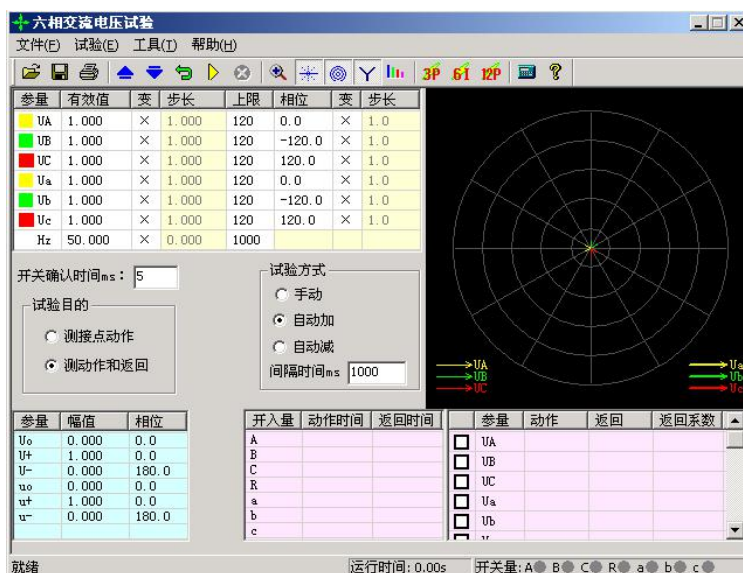 六相交流电压试验
文件(F) 试验(E) 工具(T) 帮助(H)
3P 6I 12P ?
参量 有效值 变 步长 上限 相位 变 步长
UA 1.000 × 1.000 120 0.0 × 1.0
UB 1.000 × 1.000 120 -120.0 × 1.0
UC 1.000 × 1.000 120 120.0 × 1.0
Ua 1.000 × 1.000 120 0.0 × 1.0
Ub 1.000 × 1.000 120 -120.0 × 1.0
Uc 1.000 × 1.000 120 120.0 × 1.0
Hz 50.000 × 0.000 1000
开关确认时间ms: 5
试验目的
测接点动作
测动作和返回
试验方式
手动
自动加
自动减
间隔时间ms 1000
UA Ua
UB Ub
UC Uc
参量 幅值 相位
Uo 0.000 0.0
U+ 1.000 0.0
U- 0.000 180.0
uo 0.000 0.0
u+ 1.000 0.0
u- 0.000 180.0
开入量 动作时间 返回时间
A
B
C
R
a
b
c
参量 动作 返回 返回系数
UA
UB
UC
Ua
Ub
就绪 运行时间: 0.00s 开关量: A B C R a b c